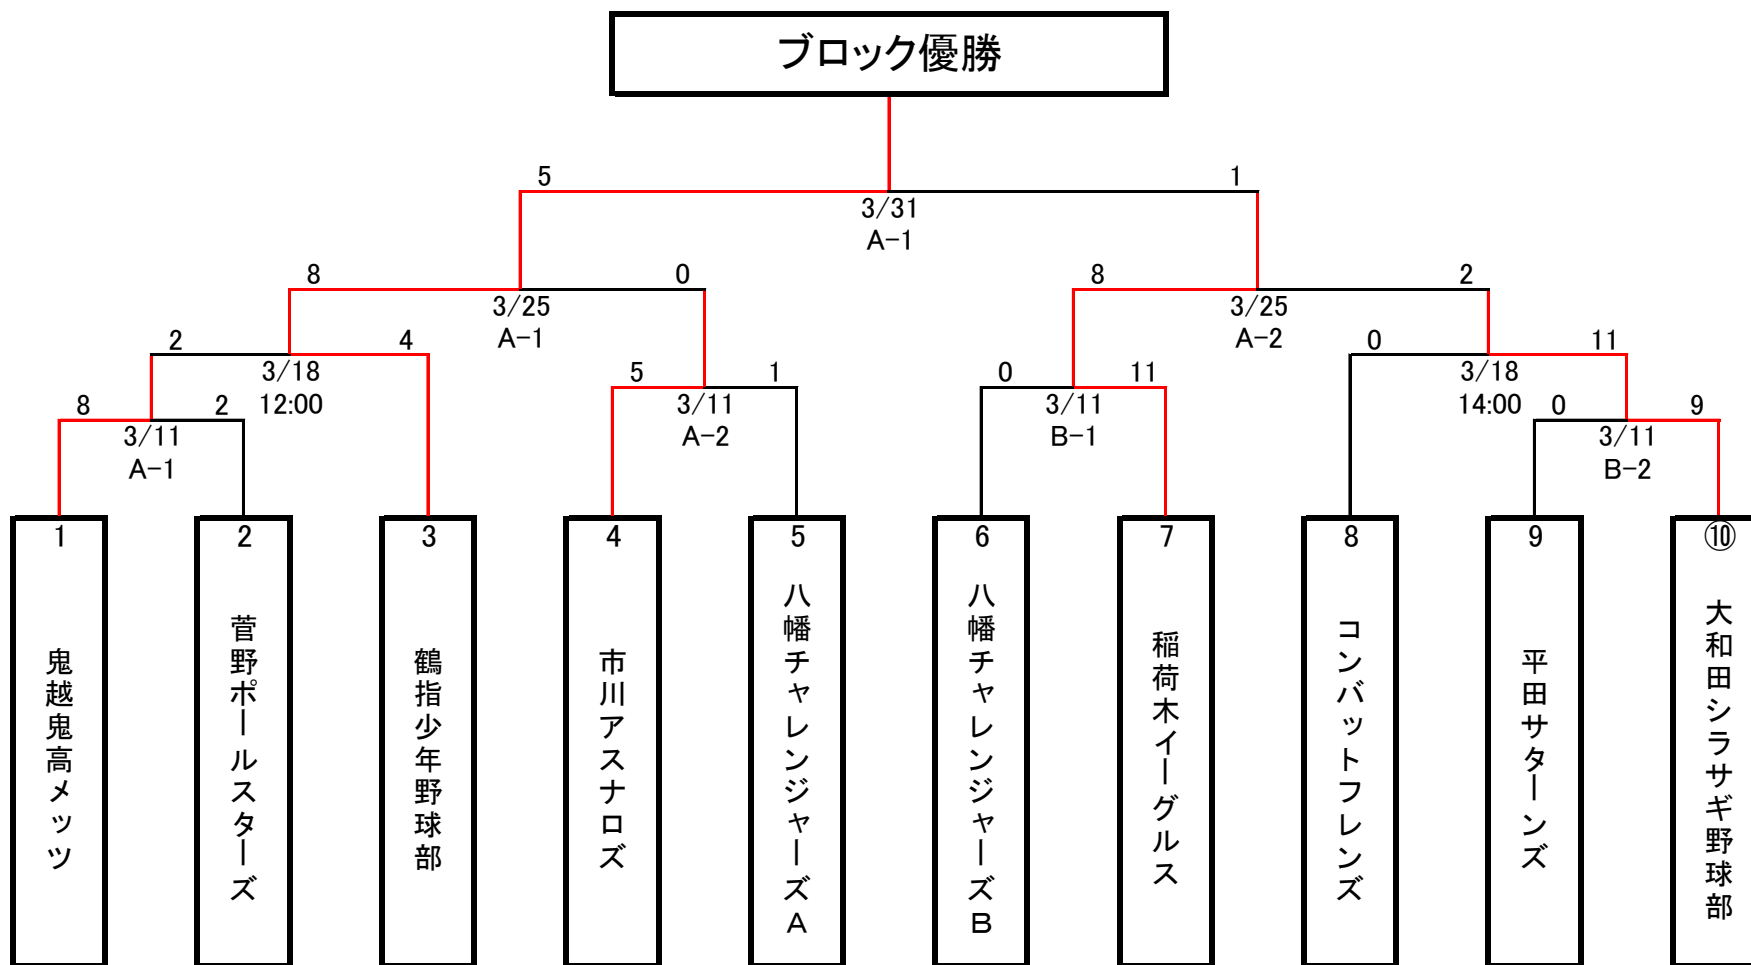 ブロック優勝
5 1
3/31
A-1
8 0 8 2
3/25 3/25
A-1 A-2
2 4 0 11
3/18 3/18
12:00 14:00
5 1 0 11
3/11 3/11
A-2 B-1
8 2 0 9
3/11 3/11
A-1 B-2
1 2 3 4 5 6 7 8 9 ⑩
鬼越鬼高メッツ
菅野ポールスターズ
鶴指少年野球部
市川アスナロズ
八幡チャレンジャーズA
八幡チャレンジャーズB
稲荷木イーグルス
コンバットフレンズ
平田サターンズ
大和田シラサギ野球部